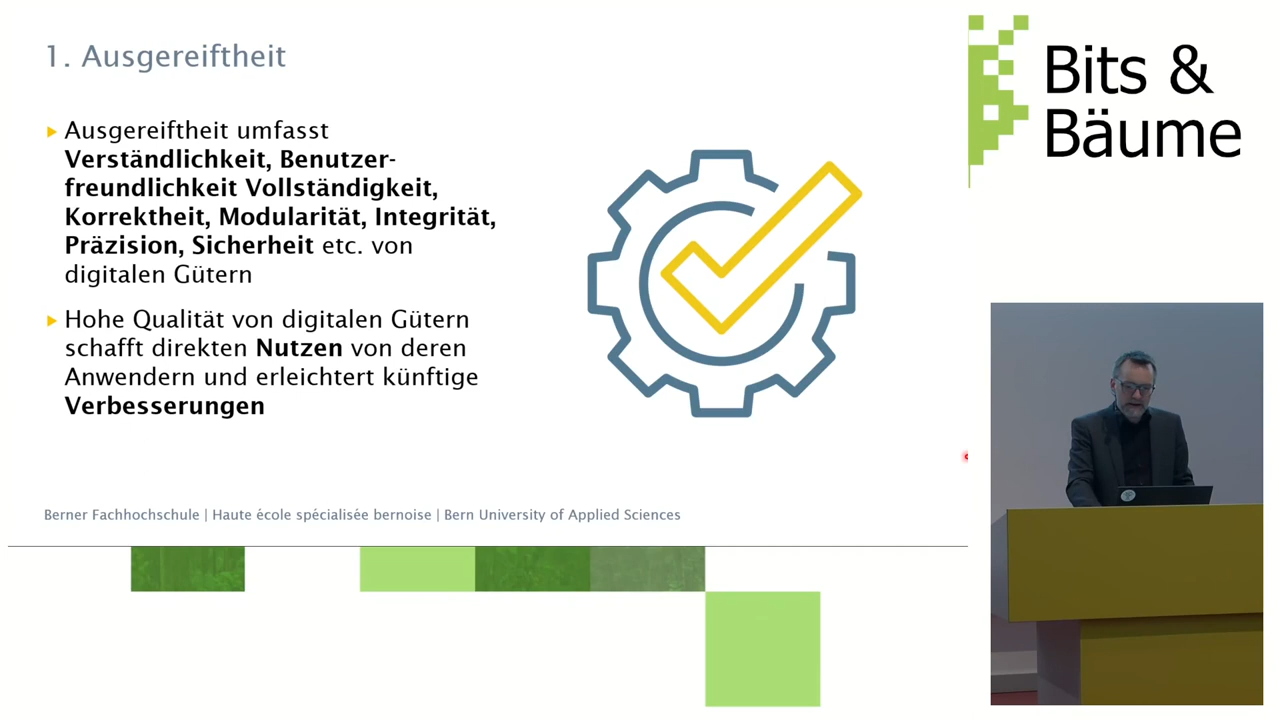 1. Ausgereiftheit
Ausgereiftheit umfasst
Verständlichkeit, Benutzer-
freundlichkeit Vollständigkeit,
Korrektheit, Modularität, Integrität,
Präzision, Sicherheit etc. von
digitalen Gütern
Hohe Qualität von digitalen Gütern
schafft direkten Nutzen von deren
Anwendern und erleichtert künftige
Verbesserungen
Berner Fachhochschule | Haute école spécialisée bernoise | Bern University of Applied Sciences
Bits &
Bäume